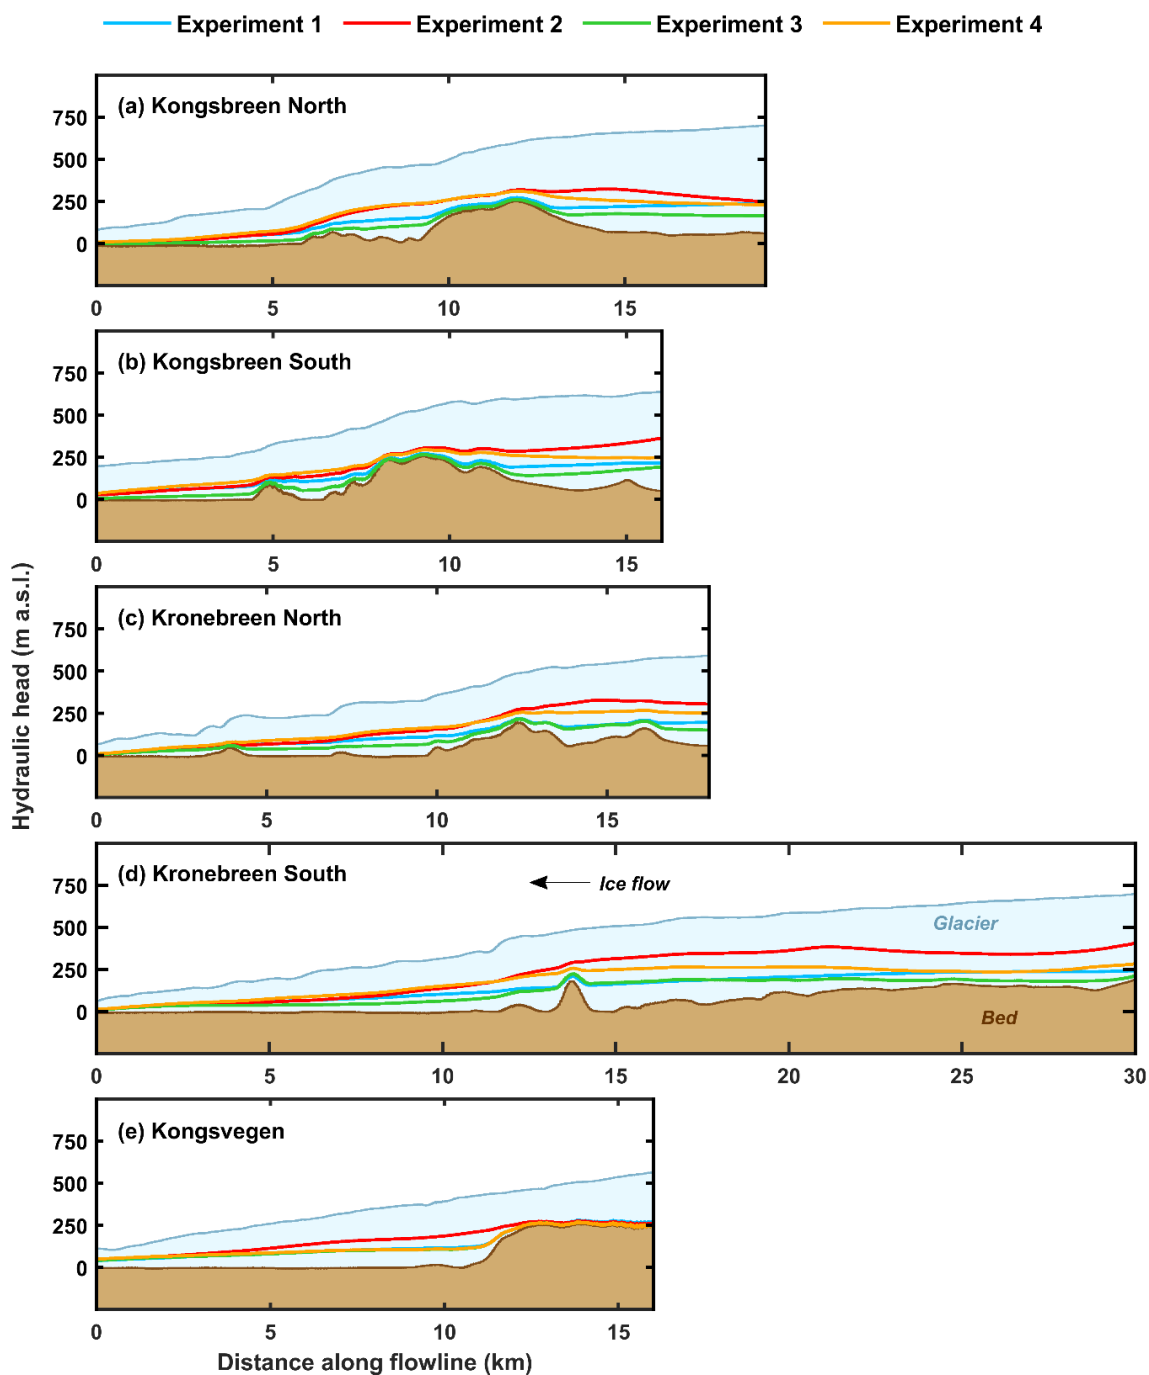 Experiment 1 Experiment 2 Experiment 3 Experiment 4
(a) Kongsbreen North
750
500
250
0
0 5 10 15
(b) Kongsbreen South
750
500
250
0
0 5 10 15
Hydraulic head (m a.s.l.)
(c) Kronebreen North
750
500
250
0
0 5 10 15
(d) Kronebreen South
Ice flow
Glacier
Bed
750
500
250
0
0 5 10 15 20 25 30
(e) Kongsvegen
750
500
250
0
0 5 10 15
Distance along flowline (km)